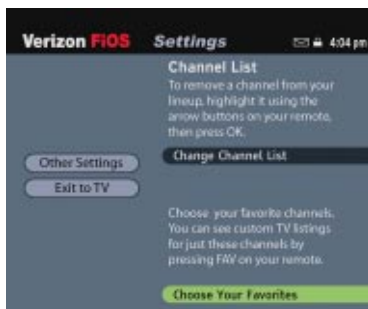 Verizon FiOS Settings 4:04 pm
Channel List
To remove a channel from your
lineup, highlight it using the
arrow buttons on your remote,
then press OK.
Change Channel List
Other Settings
Exit to TV
Choose your favorite channels.
You can see custom TV listings
for just these channels by
pressing FAV on your remote.
Choose Your Favorites